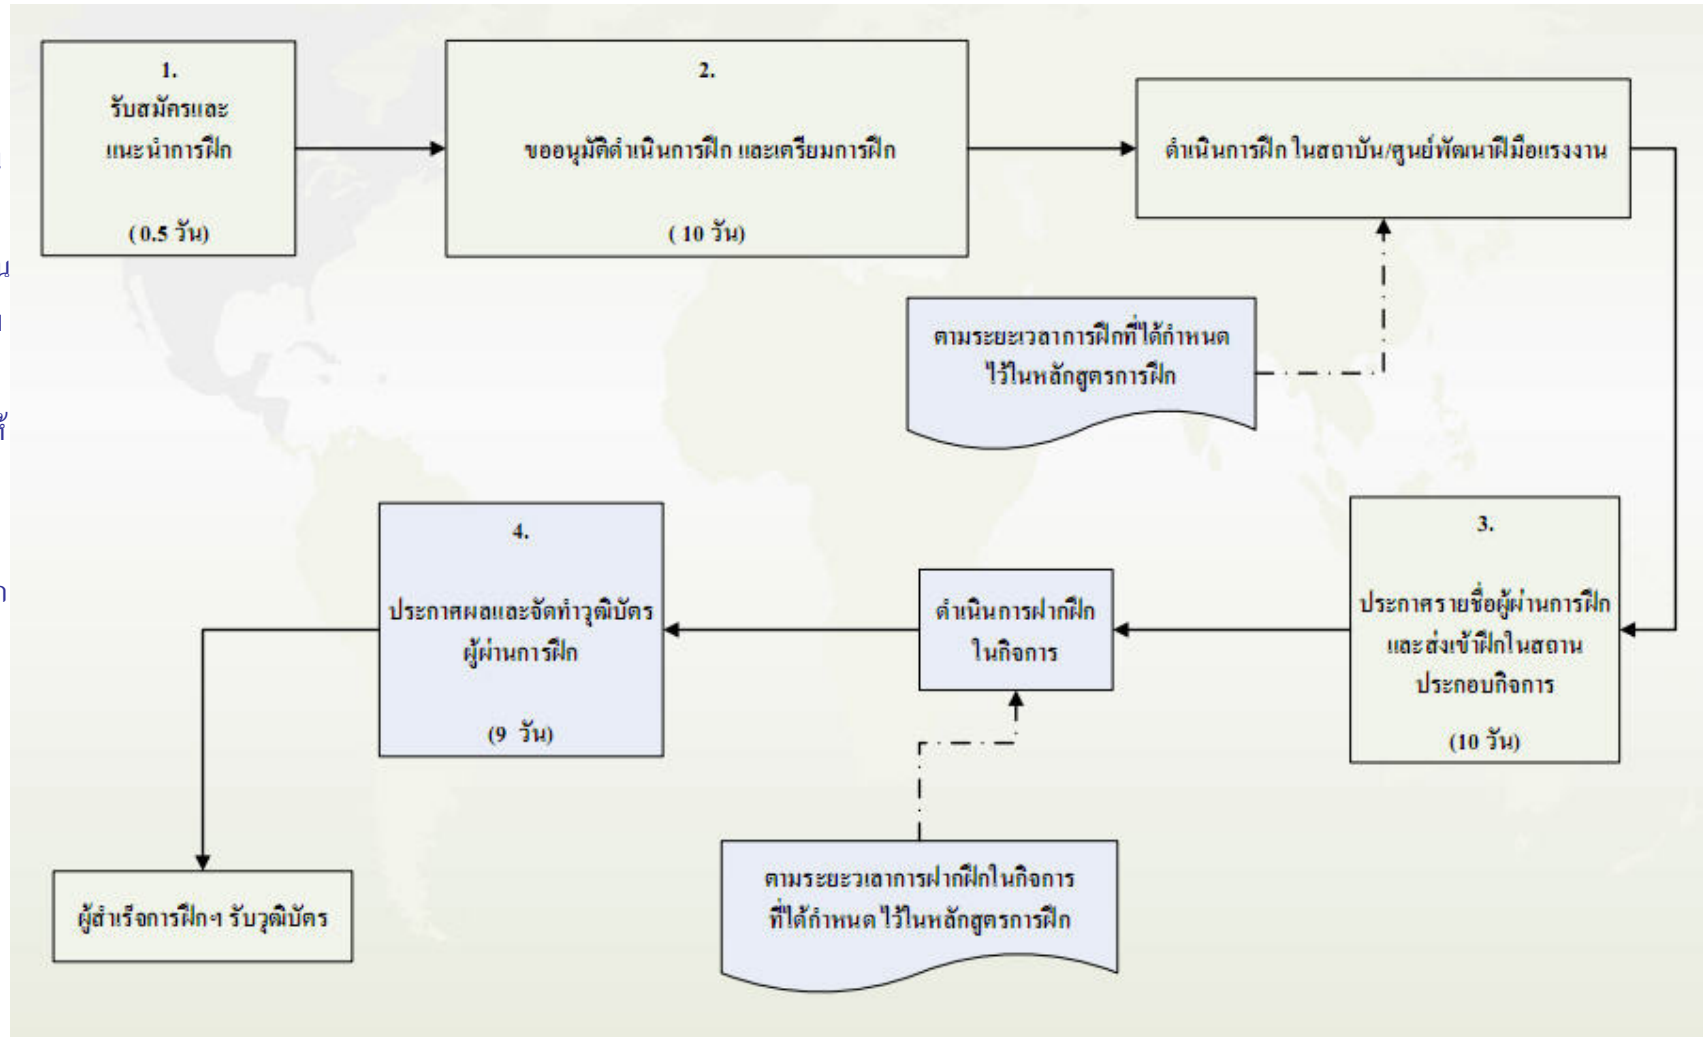 1.
รับสมัครและ
แนะนำการฝึก
(0.5 วัน)
2.
ขออนุมัติดำเนินการฝึก และเตรียมการฝึก
( 10 วัน)
ดำเนินการฝึก ในสถาบัน/ศูนย์พัฒนาฝีมือแรงงาน
ตามระยะเวลาการฝึกที่ได้กำหนด
ไว้ในหลักสูตรการฝึก
3.
ประกาศรายชื่อผู้ผ่านการฝึก
และส่งเข้าฝึกในสถาน
ประกอบกิจการ
(10 วัน)
ดำเนินการฝากฝึก
ในกิจการ
ตามระยะวเลาการฝากฝึกในกิจการ
ที่ได้กำหนด ไว้ในหลักสูตรการฝึก
4.
ประกาศผลและจัดทำวุฒิบัตร
ผู้ผ่านการฝึก
(9 วัน)
ผู้สำเร็จการฝึกฯ รับวุฒิบัตร